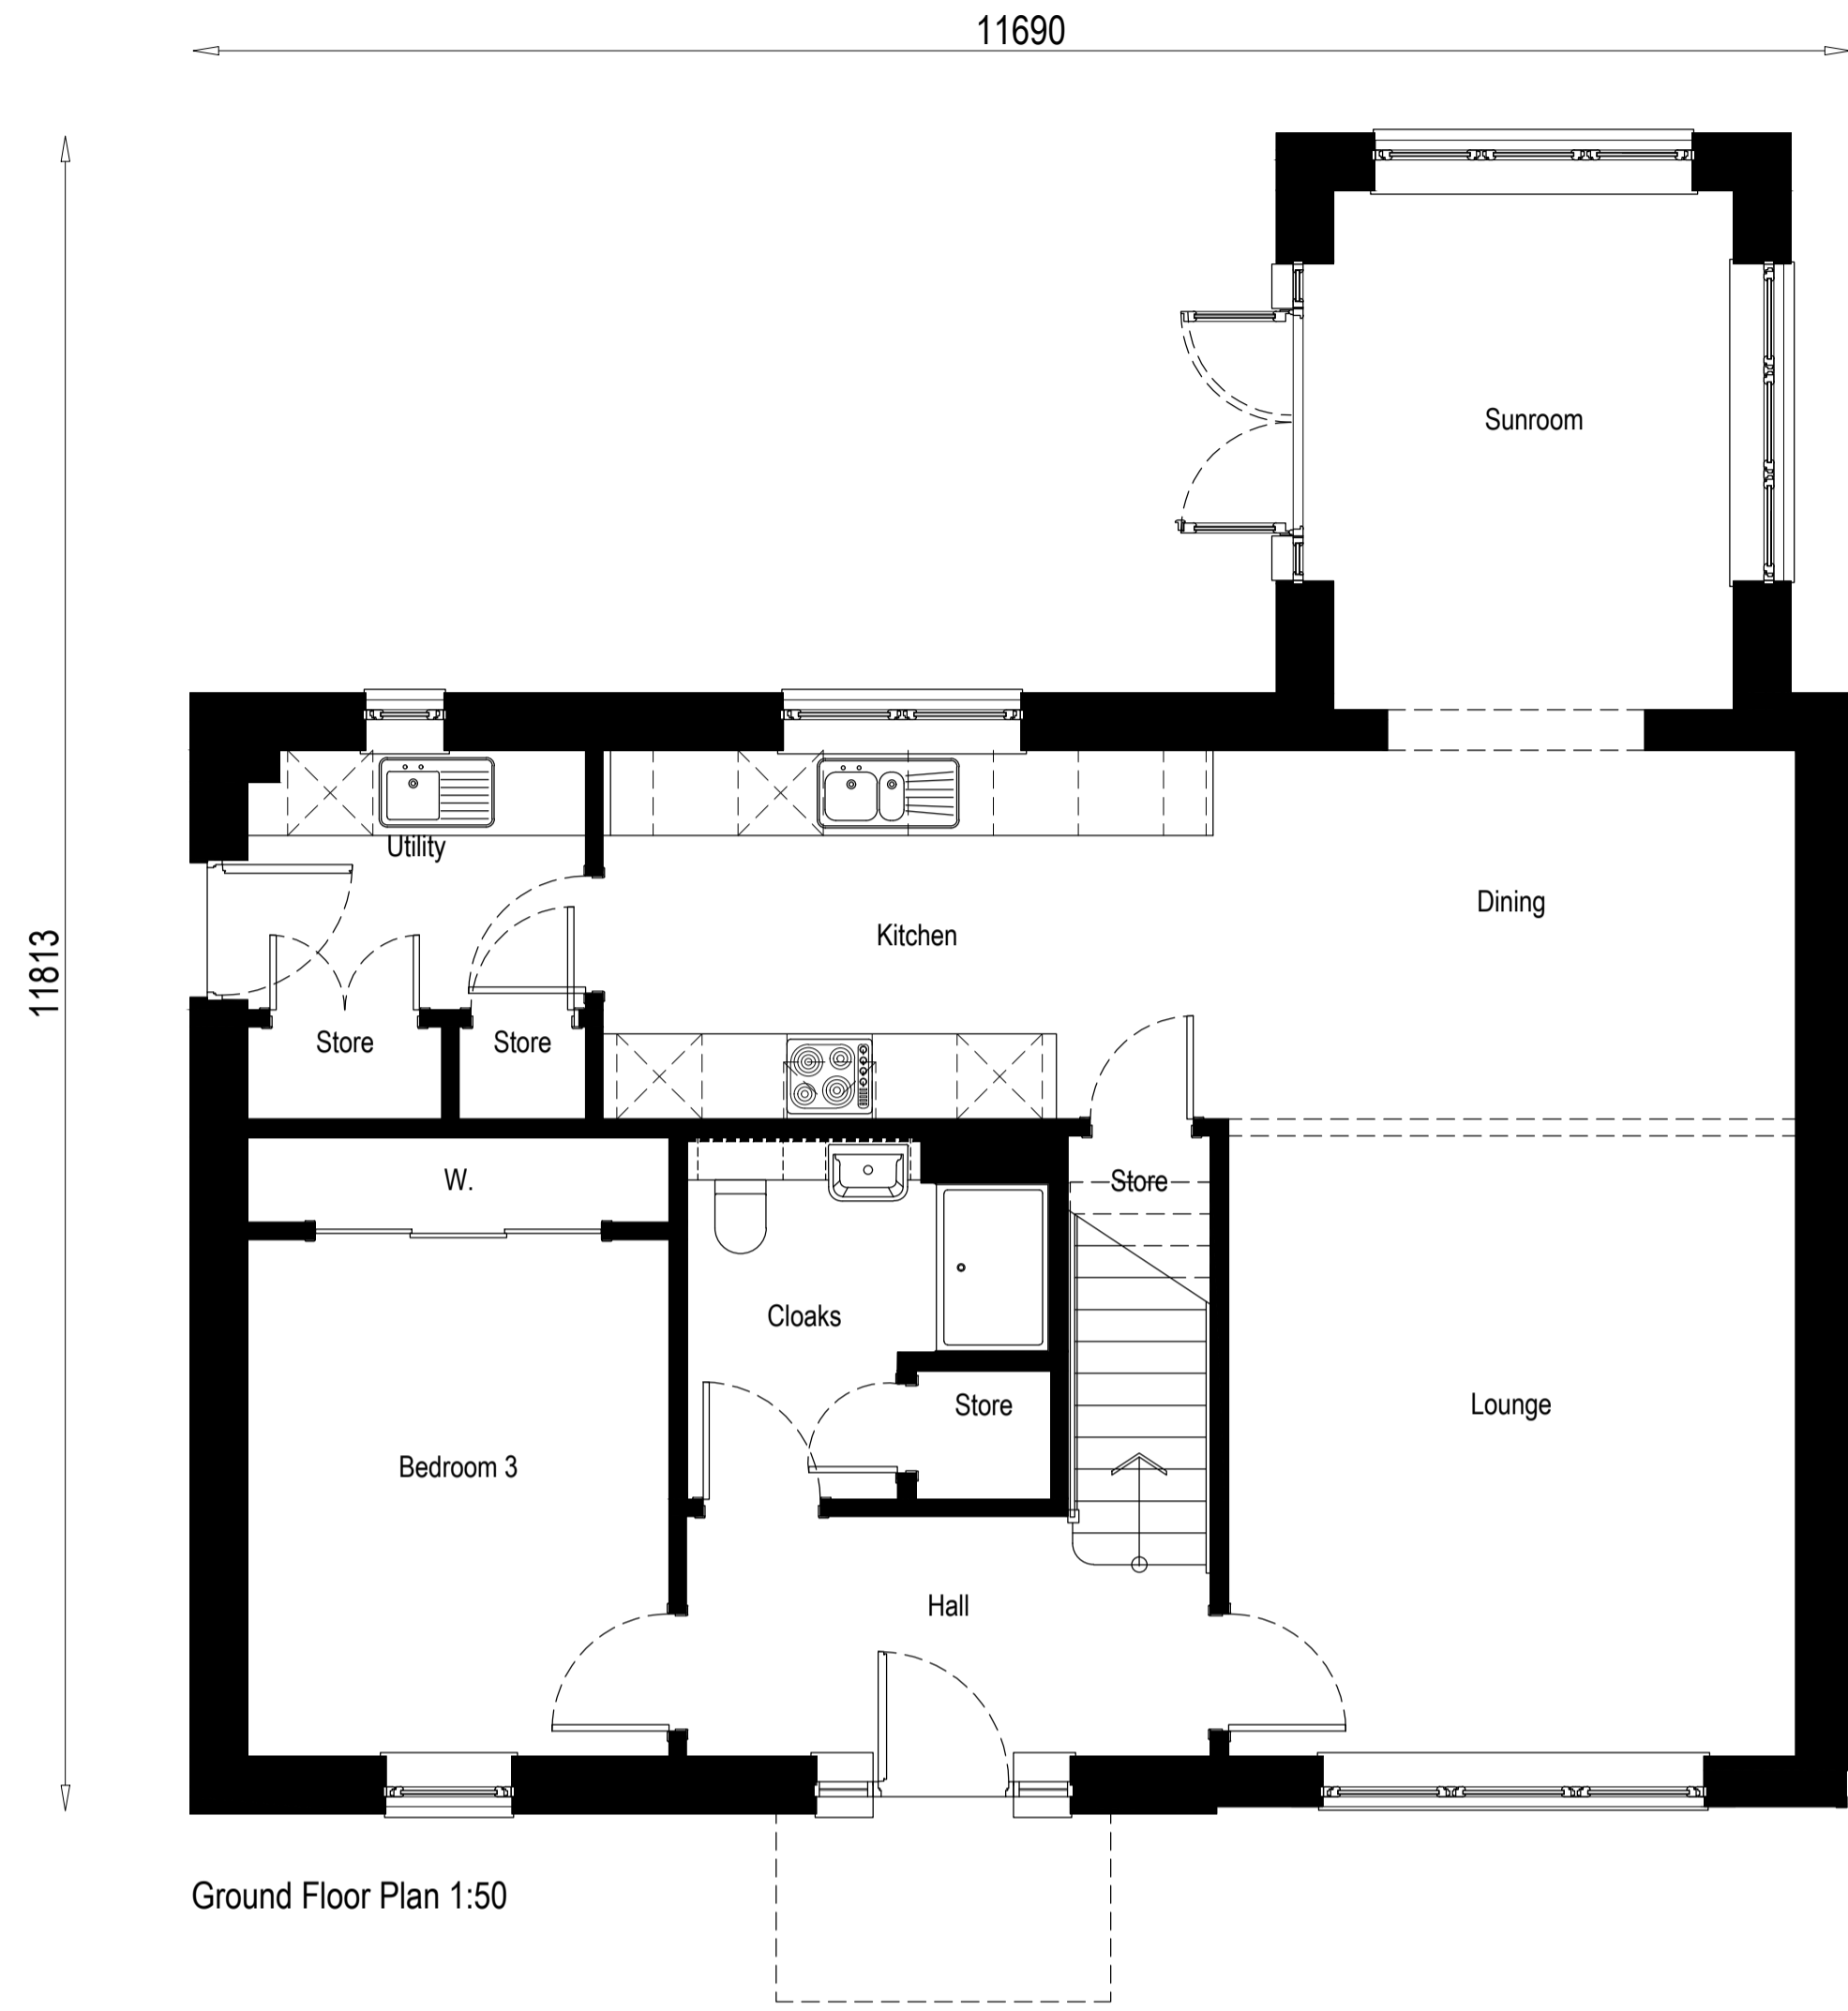 11690
Sunroom
11813
Utility
Dining
Kitchen
Store
Store
W.
Store
Cloaks
Store
Lounge
Bedroom 3
Hall
Ground Floor Plan 1:50